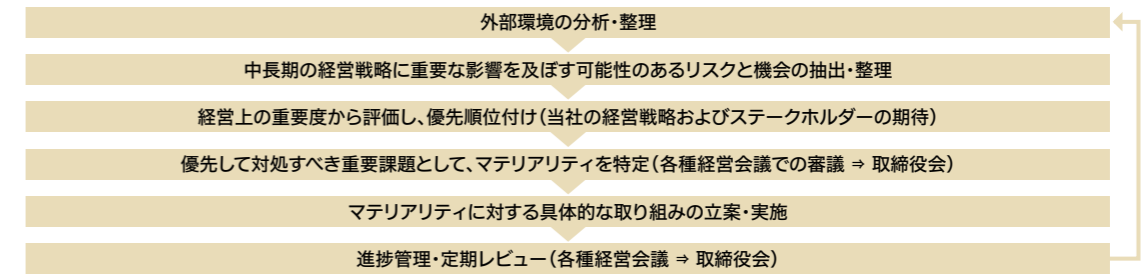 外部環境の分析・整理
中長期の経営戦略に重要な影響を及ぼす可能性のあるリスクと機会の抽出・整理
経営上の重要度から評価し、優先順位付け（当社の経営戦略およびステークホルダーの期待）
優先して対処すべき重要課題として、マテリアリティを特定（各種経営会議での審議 ⇒ 取締役会）
マテリアリティに対する具体的な取り組みの立案・実施
進捗管理・定期レビュー（各種経営会議 ⇒ 取締役会）